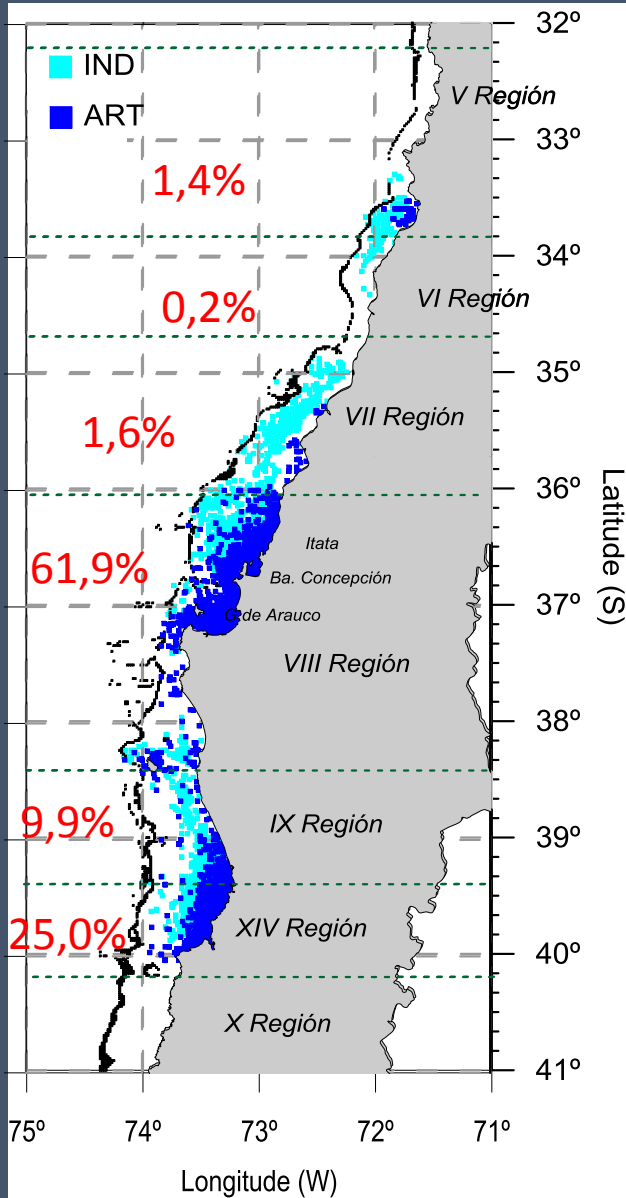 IND
ART
32º
V Región
33º
1,4%
34º
0,2%
VI Región
35º
VII Región
1,6%
36º
Itata
61,9%
Ba. Concepción
37º
G.de Arauco
VIII Región
38º
9,9%
IX Región
39º
25,0%
XIV Región
40º
X Región
41º
Latitude (S)
75º 74º 73º 72º 71º
Longitude (W)